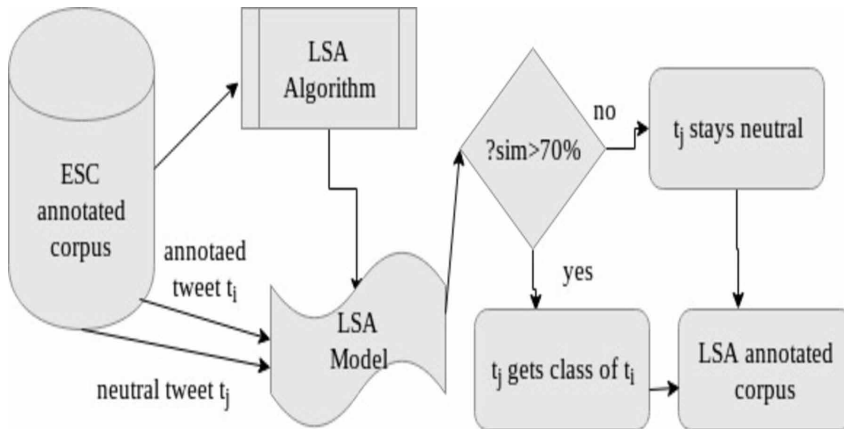 ESC
annotated
corpus
LSA
Algorithm
annotaed
tweet tᵢ
neutral tweet tⱼ
LSA
Model
?sim>70%
no
yes
tⱼ stays neutral
tⱼ gets class of tᵢ
LSA annotated
corpus